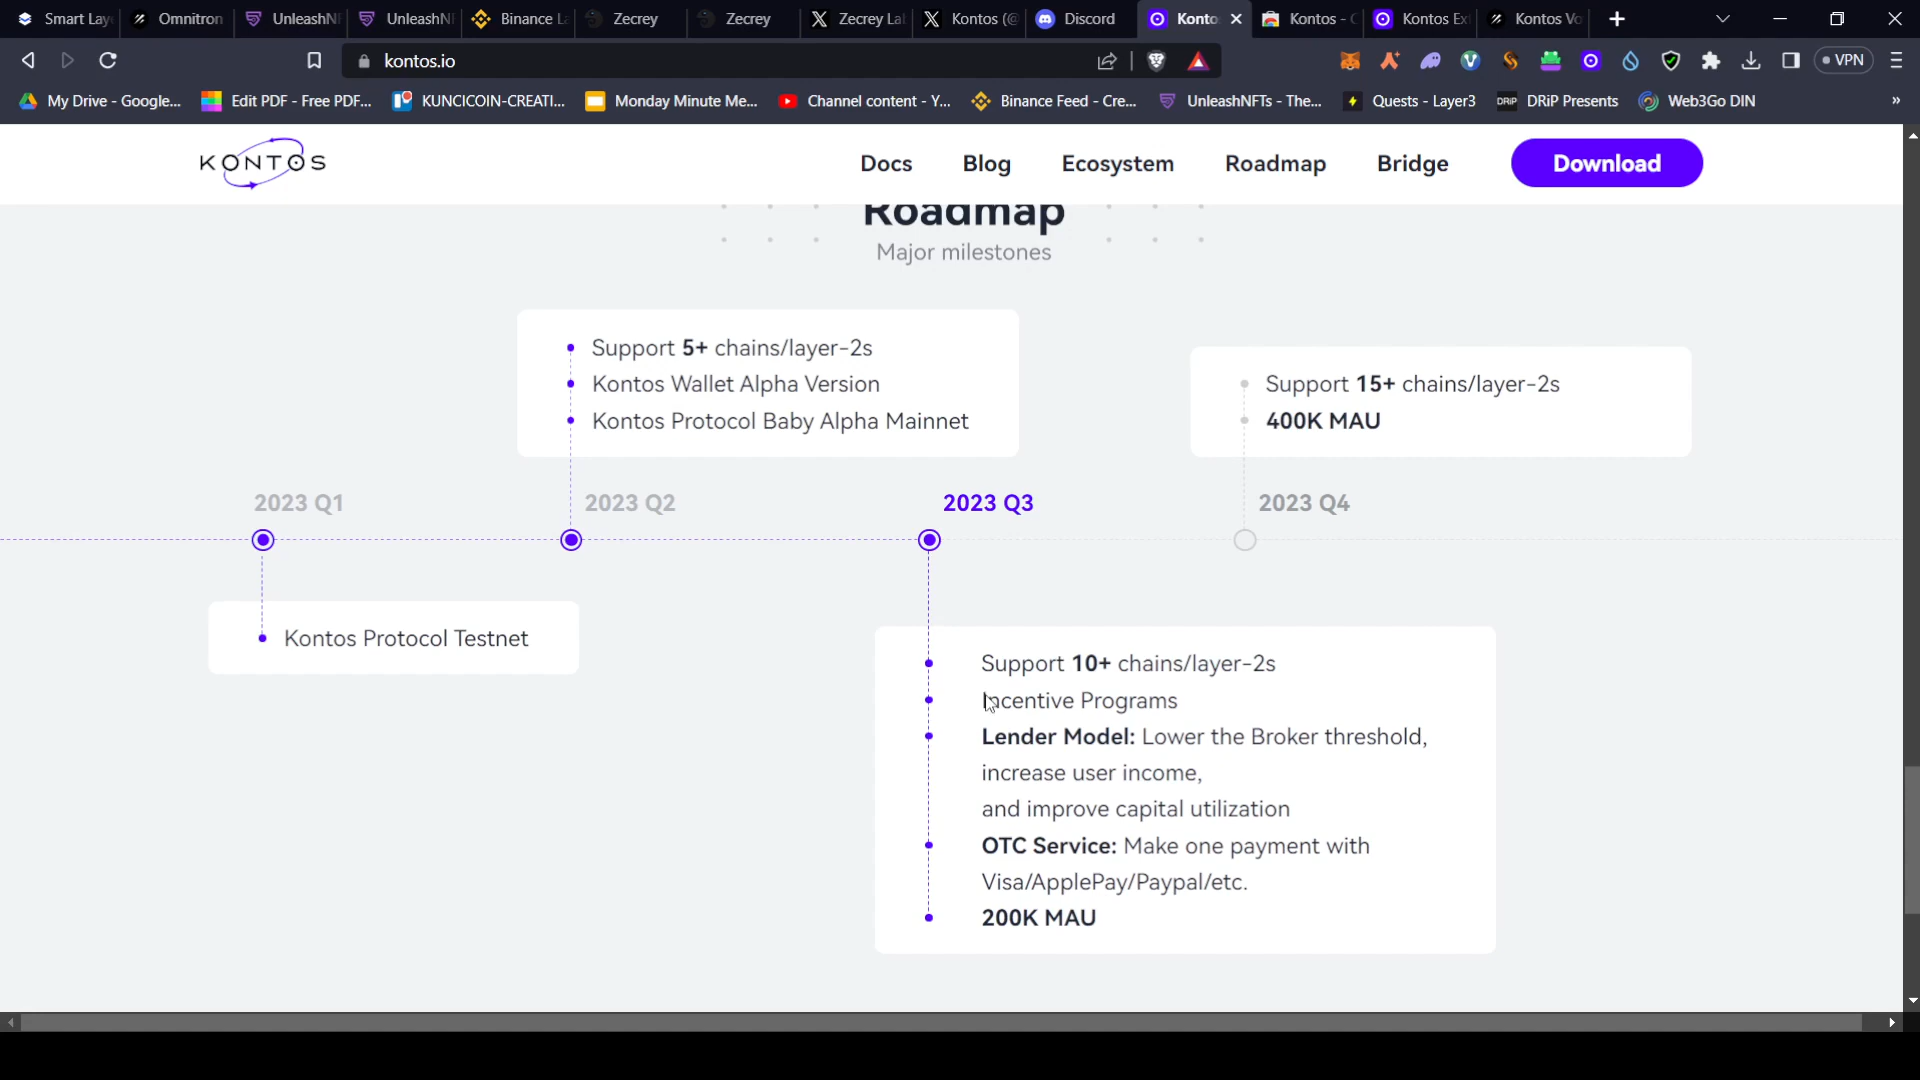 Smart Lay
Omnitron
UnleashNF
UnleashNF
Binance La
Zecrey
Zecrey
Zecrey La
Kontos (@
Discord
Konto
Kontos - C
Kontos Ex
Kontos Vo
kontos.io
VPN
My Drive - Google...
Edit PDF - Free PDF...
KUNCICOIN-CREATI...
Monday Minute Me...
Channel content - Y...
Binance Feed - Cre...
UnleashNFTs - The...
Quests - Layer3
DRiP
DRiP Presents
Web3Go DIN
»
KONTOS
Docs
Blog
Ecosystem
Roadmap
Bridge
Download
Roadmap
Major milestones
Support 5+ chains/layer-2s
Kontos Wallet Alpha Version
Kontos Protocol Baby Alpha Mainnet
Support 15+ chains/layer-2s
400K MAU
2023 Q1
2023 Q2
2023 Q3
2023 Q4
Kontos Protocol Testnet
Support 10+ chains/layer-2s
Incentive Programs
Lender Model: Lower the Broker threshold,
increase user income,
and improve capital utilization
OTC Service: Make one payment with
Visa/ApplePay/Paypal/etc.
200K MAU